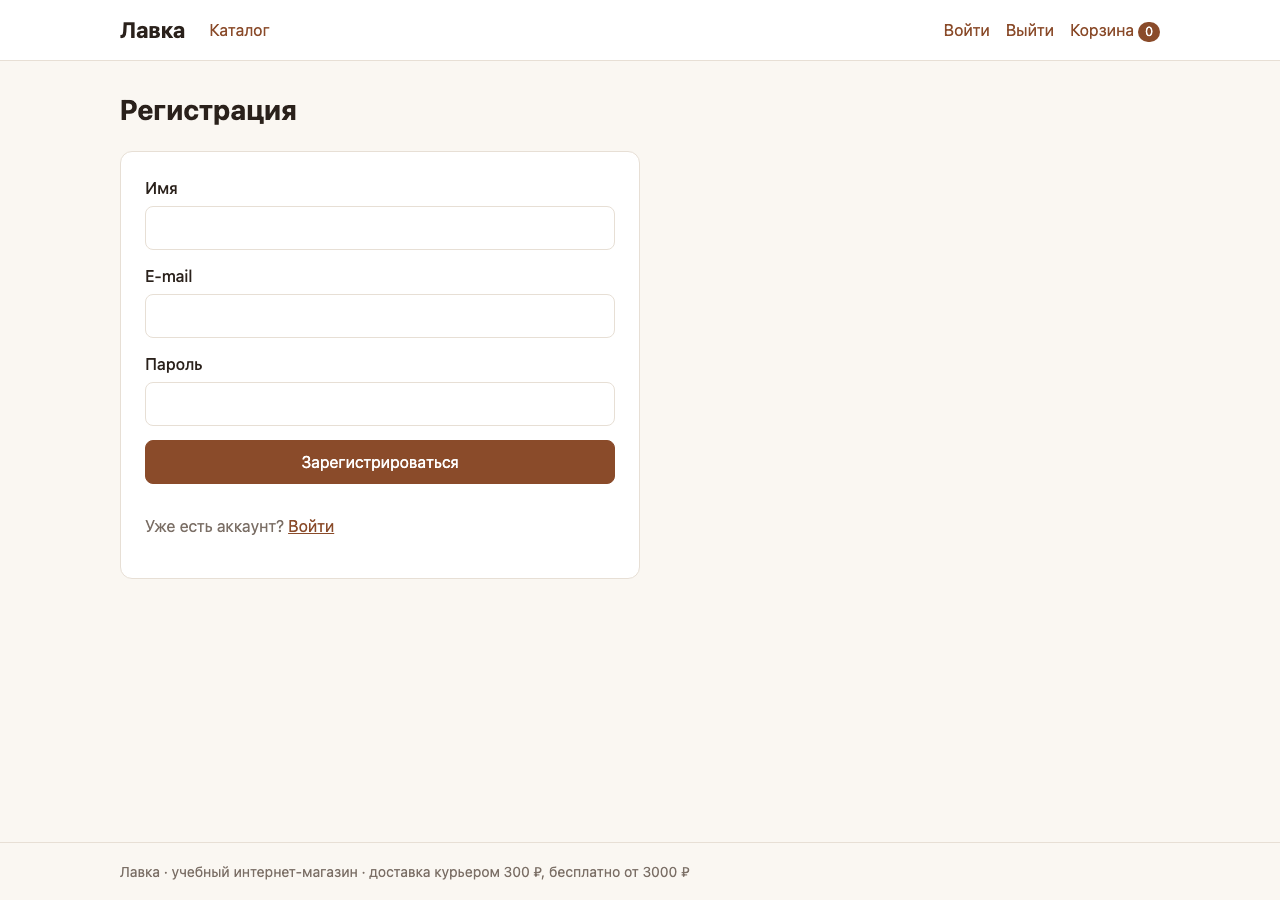 Лавка Каталог Войти Выйти Корзина 0
Регистрация
Имя
E-mail
Пароль
Зарегистрироваться
Уже есть аккаунт? Войти
Лавка · учебный интернет-магазин · доставка курьером 300 ₽, бесплатно от 3000 ₽